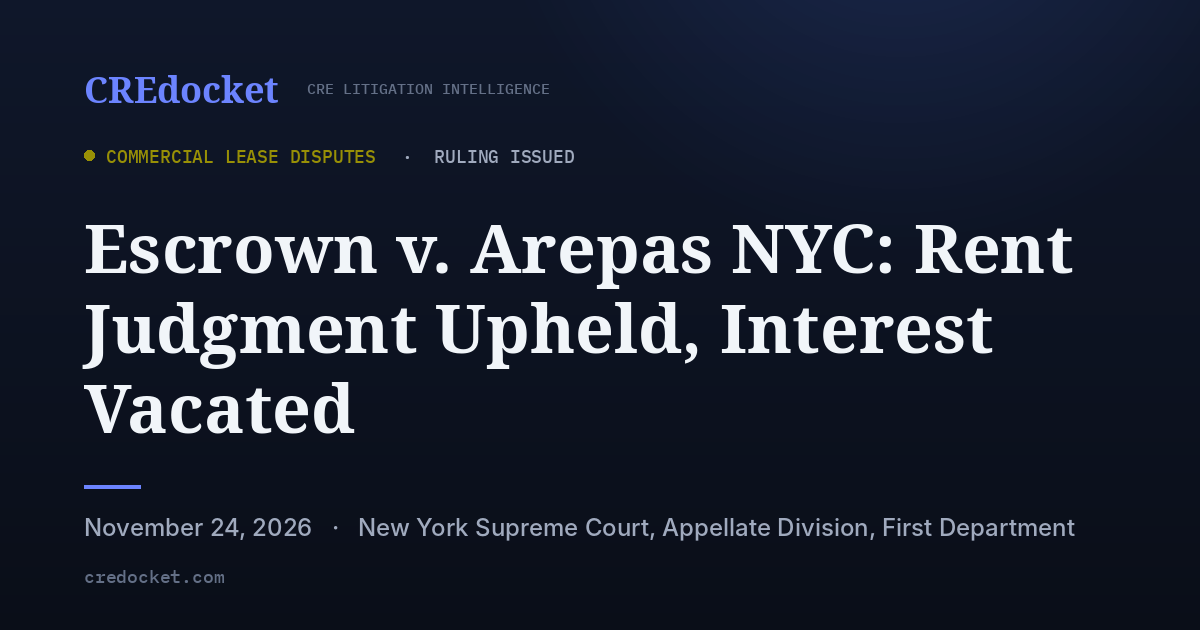 CREdocket CRE LITIGATION INTELLIGENCE
COMMERCIAL LEASE DISPUTES · RULING ISSUED
Escrown v. Arepas NYC: Rent
Judgment Upheld, Interest
Vacated
November 24, 2026 · New York Supreme Court, Appellate Division, First Department
credocket.com